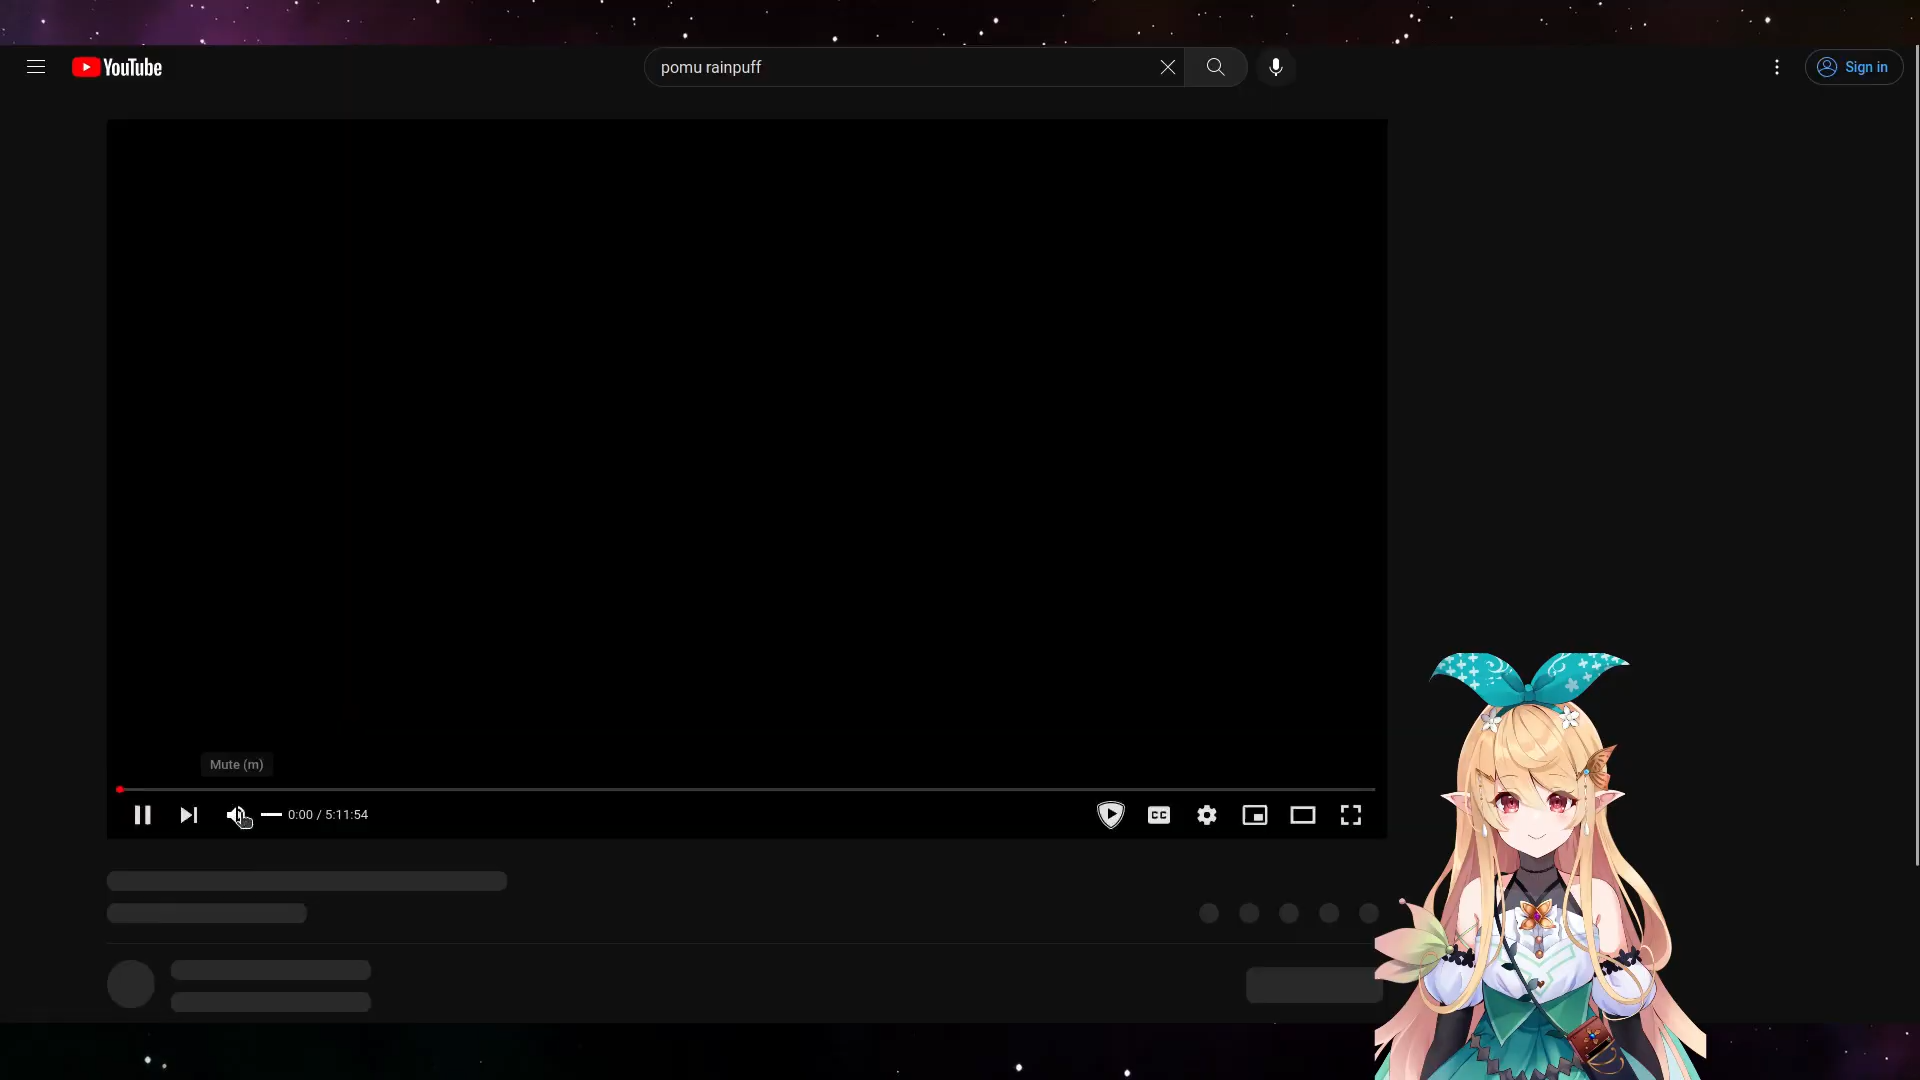 YouTube
pomu rainpuff
Sign in
Mute (m)
0:00 / 5:11:54
CC